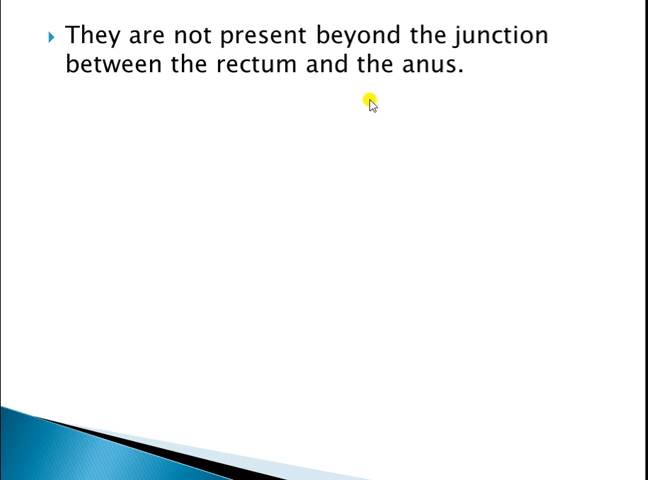 They are not present beyond the junction
between the rectum and the anus.